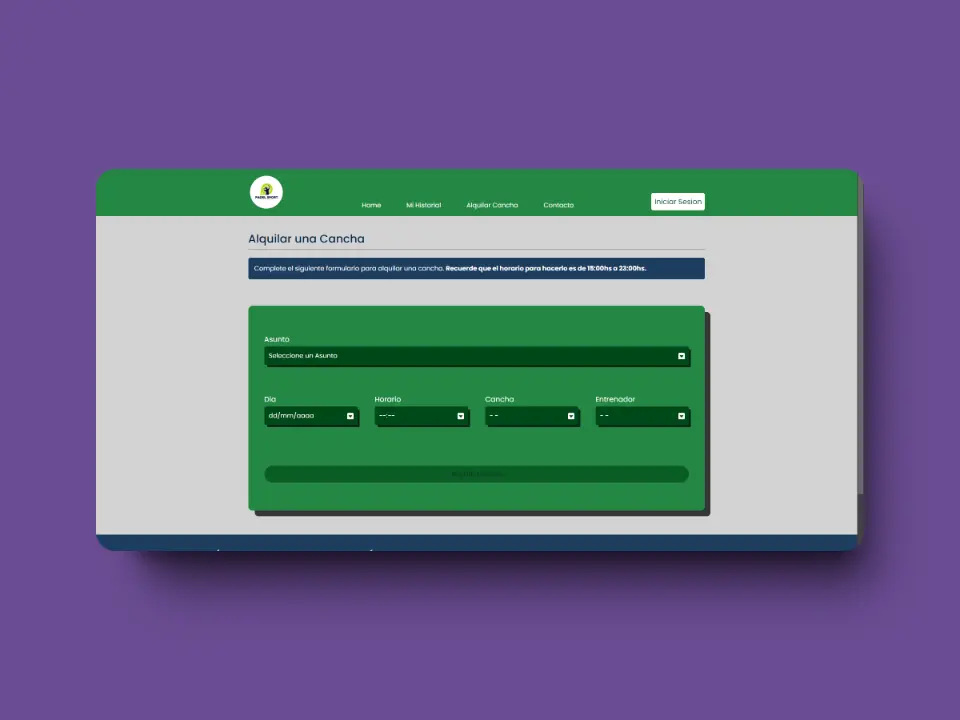 PADEL SPORT
Home
Mi Historial
Alquilar Cancha
Contacto
Iniciar Sesion
Alquilar una Cancha
Complete el siguiente formulario para alquilar una cancha. Recuerde que el horario para hacerlo es de 15:00hs a 23:00hs.
Asunto
Seleccione un Asunto
Dia
Horario
Cancha
Entrenador
dd/mm/aaaa
--:--
- -
- -